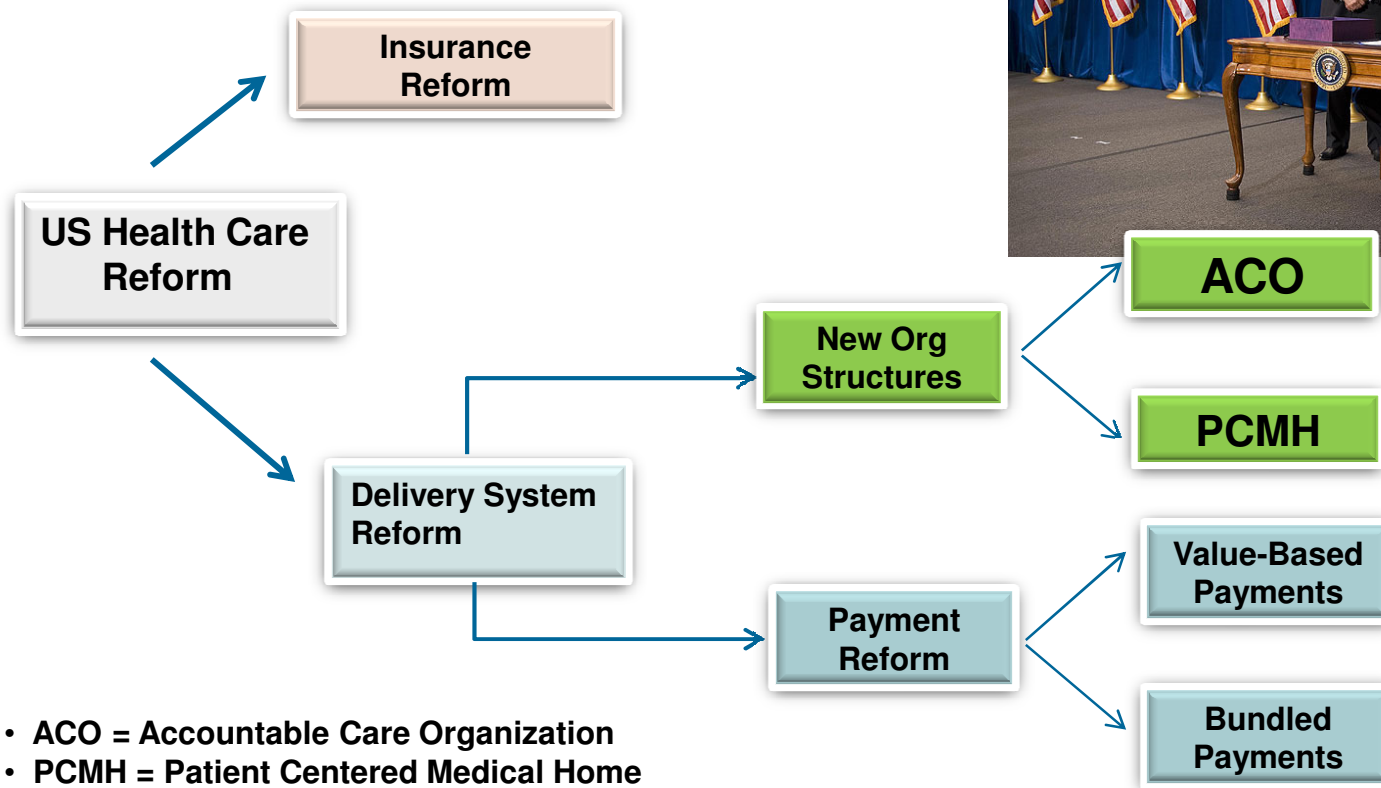 Insurance
Reform
US Health Care
Reform
ACO
New Org
Structures
PCMH
Delivery System
Reform
Value-Based
Payments
Payment
Reform
Bundled
Payments
• ACO = Accountable Care Organization
• PCMH = Patient Centered Medical Home